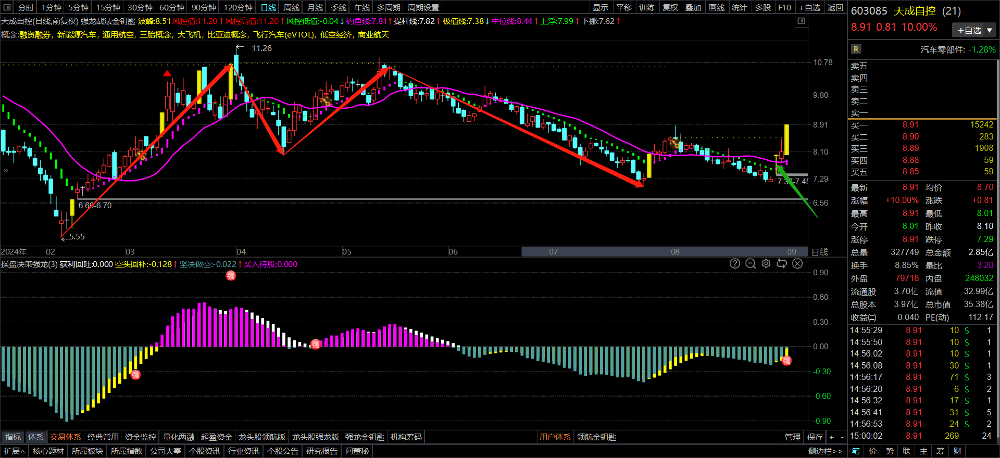 分时 1分钟 5分钟 15分钟 30分钟 60分钟 90分钟 120分钟 日线 周线 月线 季线 年线 多周期 周期设置 显示 平移 训练 复权 叠加 画线 统计 多股 F10 +自选 返回
天成自控(日线,前复权) 强龙战法金钥匙 波峰:8.51 风控值:11.20↑ 风控高值:11.20↑ 风控低值:-0.04↓ 钓鱼线:7.81↑ 提杆线:7.82↑ 极值线:7.38↓ 中位线:8.44↑ 上浮:7.99↑ 下挪:7.62↑
概念:融资融券，新能源汽车，通用航空，三胎概念，大飞机，比亚迪概念，飞行汽车(eVTOL)，低空经济，商业航天
11.26
10.78
9.80
8.91
8.10
7.29
7.37-7.45
6.56
6.66-6.70
5.55
2024年 02 03 04 05 06 07 08 09 日线
操盘决策强龙(3) 获利回吐:0.000 空头回补:-0.128↑ 坚决做空:-0.022↑ 买入持股:0.000
强
强
强
强
0.90
0.60
0.30
0.00
-0.30
-0.60
-0.90
指标 体系 交易体系 经典常用 资金监控 量化两融 超盈资金 龙头股领航版 龙头股强龙版 强龙金钥匙 机构筹码 用户体系 领航金钥匙 管理 保存 + -
扩展∧ 核心题材 所属板块 所属指数 公司大事 个股资讯 行业资讯 个股公告 研究报告 问董秘 侧边栏>>
603085 天成自控 (21)
8.91 0.81 10.00% +自选 ▼
R 汽车零部件: -1.28%
卖五
卖四
卖三
卖二
卖一
买一 8.91 15242
买二 8.90 283
买三 8.89 1908
买四 8.88 59
买五 8.85 59
最新 8.91 均价 8.70
涨幅 +10.00% 涨跌 +0.81
最高 8.91 最低 8.01
今开 8.01 昨收 8.10
涨停 8.91 跌停 7.29
总量 327749 总金额 2.85亿
换手 8.85% 量比 3.20
外盘 79718 内盘 248032
流通股 3.70亿 流值 32.99亿
总股本 3.97亿 总市值 35.38亿
收益㈡ 0.040 PE(动) 112.17
14:55:29 8.91 10 S 1
14:55:50 8.91 10 S 1
14:56:02 8.91 10 S 1
14:56:08 8.91 30 S 1
14:56:17 8.91 71 S 3
14:56:20 8.91 6 S 2
14:56:32 8.91 17 S 1
14:56:41 8.91 31 S 5
14:56:53 8.91 24 S 2
15:00:02 8.91 269 24
笔 价 势 联 主 筹 财